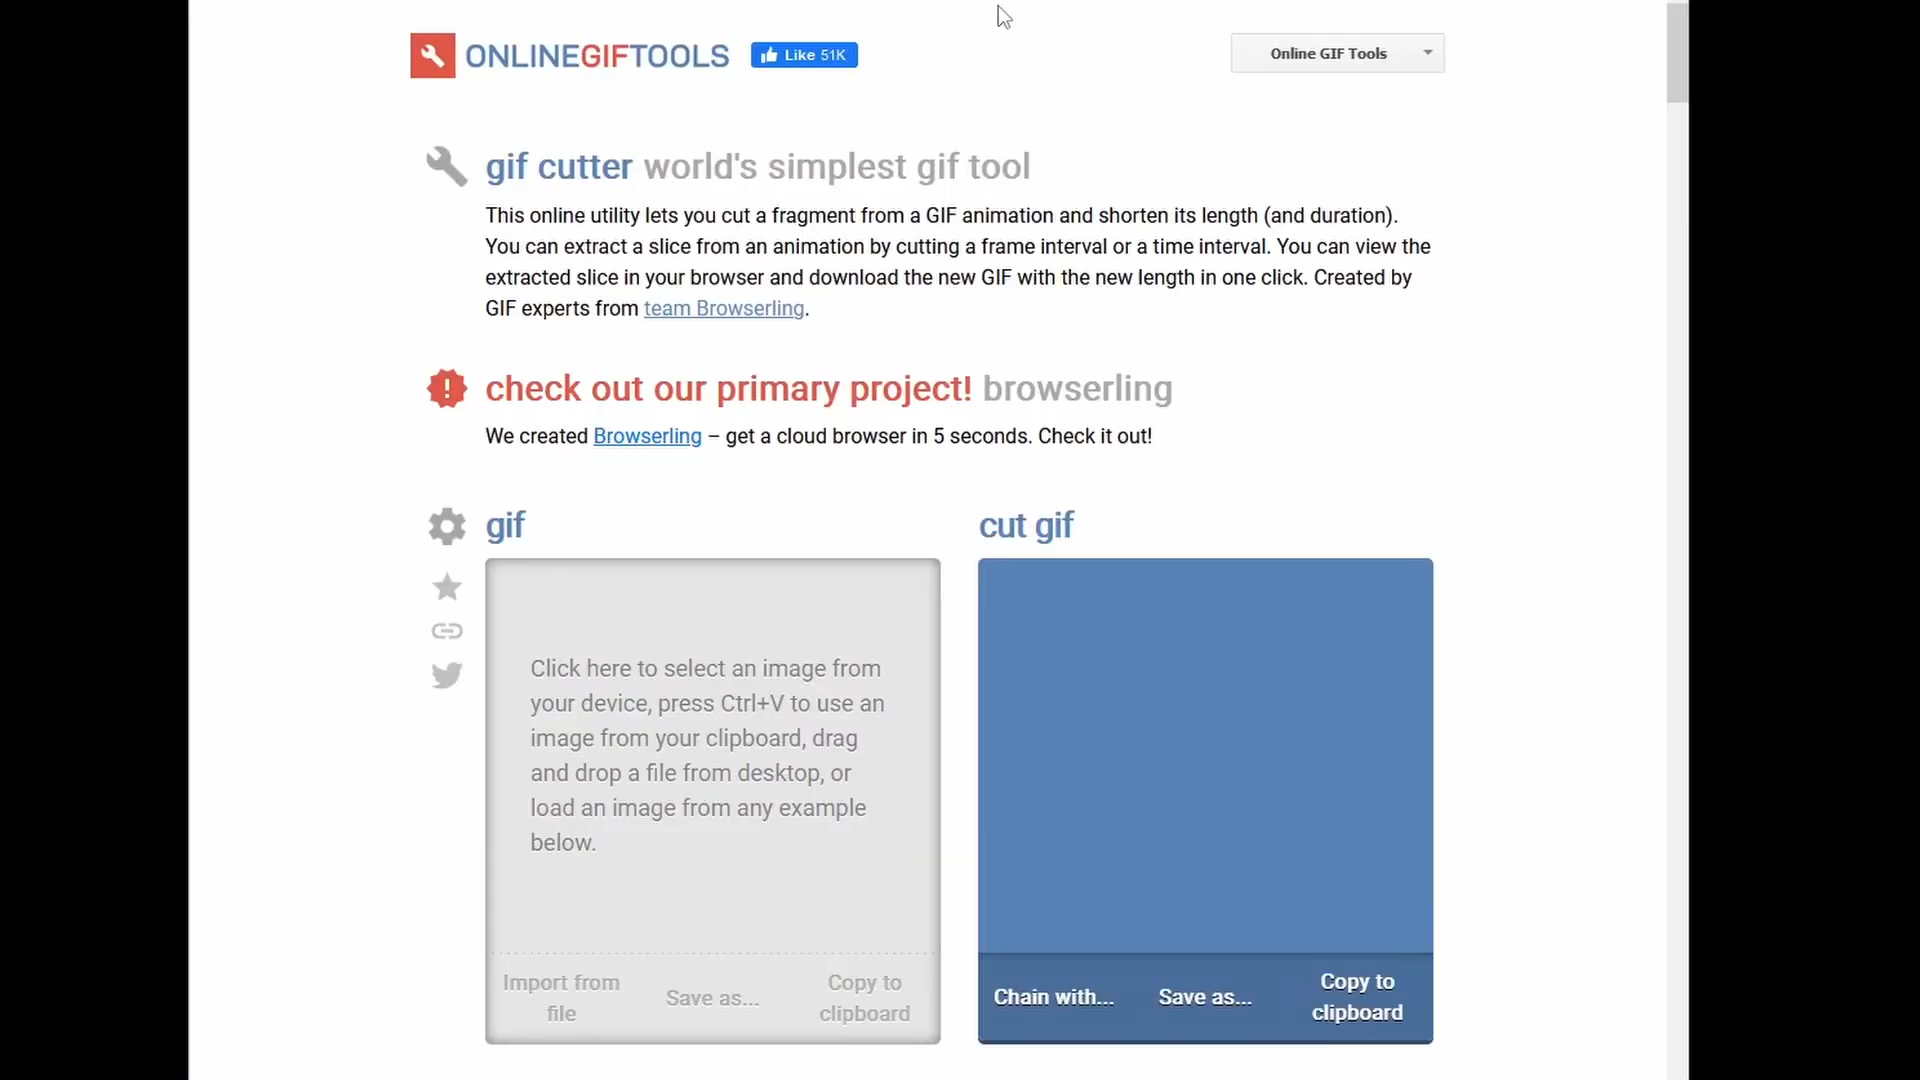 ONLINEGIFTOOLS
Like 51K
Online GIF Tools
gif cutter world's simplest gif tool
This online utility lets you cut a fragment from a GIF animation and shorten its length (and duration).
You can extract a slice from an animation by cutting a frame interval or a time interval. You can view the
extracted slice in your browser and download the new GIF with the new length in one click. Created by
GIF experts from team Browserling.
check out our primary project! browserling
We created Browserling – get a cloud browser in 5 seconds. Check it out!
gif
Click here to select an image from
your device, press Ctrl+V to use an
image from your clipboard, drag
and drop a file from desktop, or
load an image from any example
below.
Import from
file
Save as...
Copy to
clipboard
cut gif
Chain with...
Save as...
Copy to
clipboard